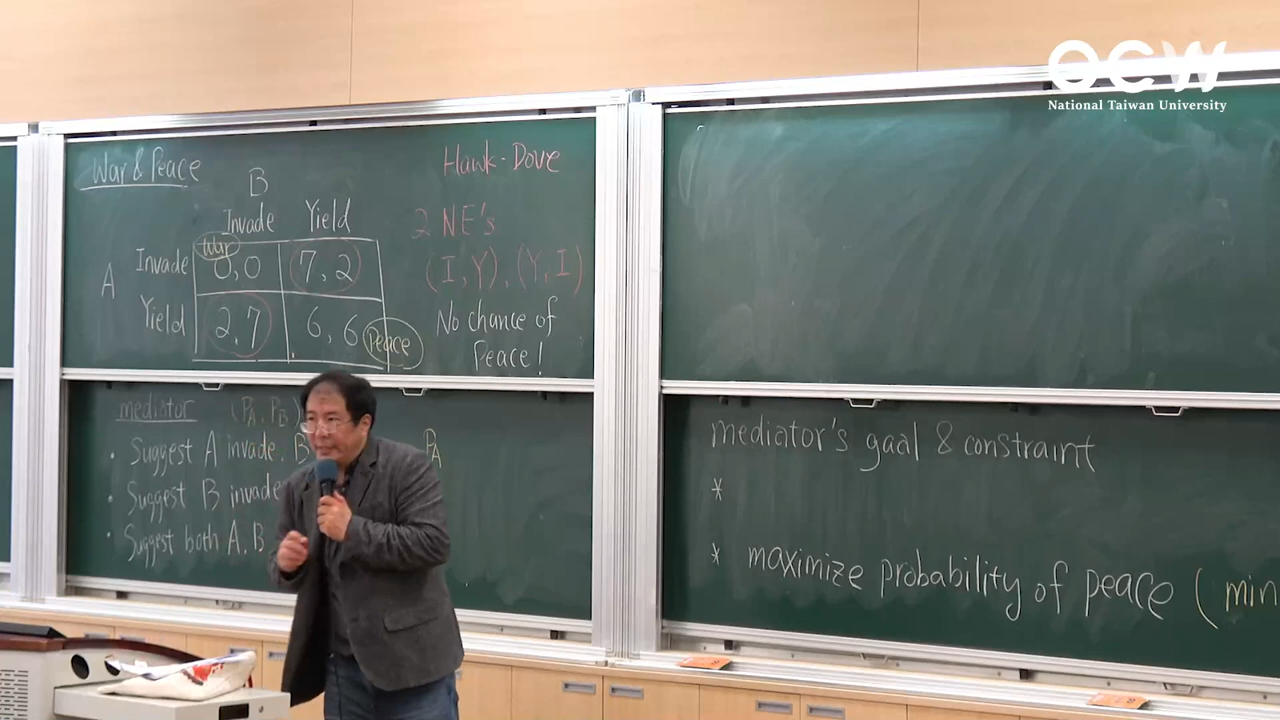 OCW
National Taiwan University
War & Peace
Hawk-Dove
B
Invade Yield
2 NE's
War
A
Invade 0,0 7,2
(I,Y), (Y,I)
Yield 2,7 6,6 Peace
No chance of
Peace!
mediator (PA, PB)
• Suggest A invade. B PA
• Suggest B invade
• Suggest both A, B
mediator's goal & constraint
*
* maximize probability of peace (min